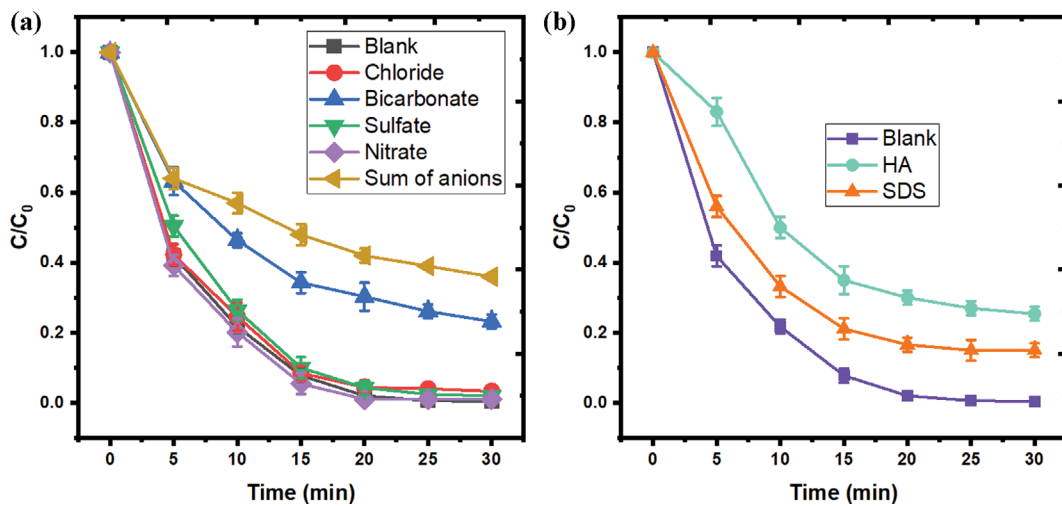 (a)
C/C0
1.0
0.8
0.6
0.4
0.2
0.0
Blank
Chloride
Bicarbonate
Sulfate
Nitrate
Sum of anions
0 5 10 15 20 25 30
Time (min)
(b)
C/C0
1.0
0.8
0.6
0.4
0.2
0.0
Blank
HA
SDS
0 5 10 15 20 25 30
Time (min)